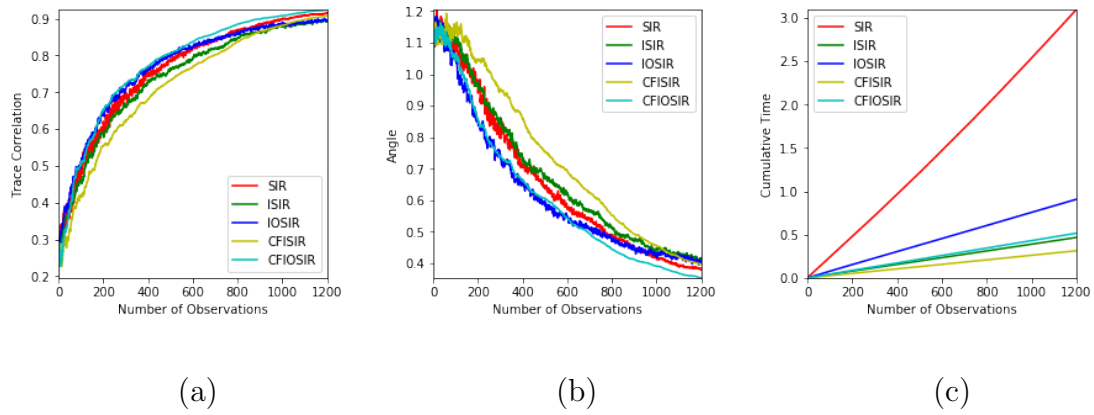 0.9
0.8
0.7
0.6
0.5
0.4
0.3
0.2
Trace Correlation
SIR
ISIR
IOSIR
CFISIR
CFIOSIR
0 200 400 600 800 1000 1200
Number of Observations
(a)
1.2
1.1
1.0
0.9
0.8
0.7
0.6
0.5
0.4
Angle
SIR
ISIR
IOSIR
CFISIR
CFIOSIR
0 200 400 600 800 1000 1200
Number of Observations
(b)
3.0
2.5
2.0
1.5
1.0
0.5
0.0
Cumulative Time
SIR
ISIR
IOSIR
CFISIR
CFIOSIR
0 200 400 600 800 1000 1200
Number of Observations
(c)